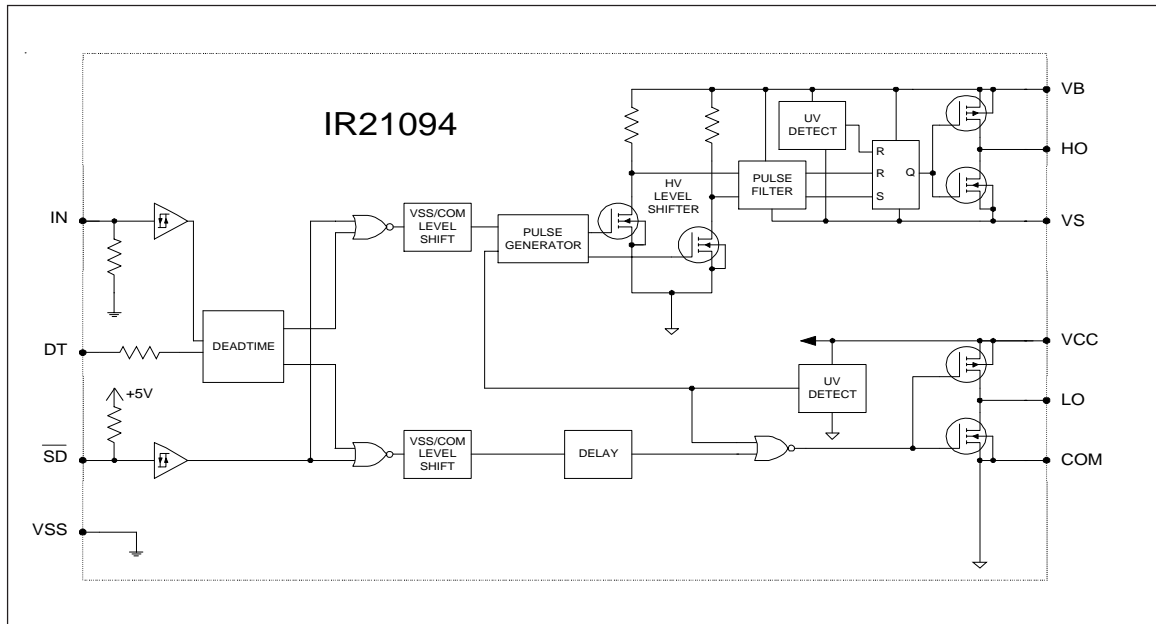 IR21094
VB
UV
DETECT
R
R
S
Q
HO
PULSE
FILTER
HV
LEVEL
SHIFTER
VS
IN
VSS/COM
LEVEL
SHIFT
PULSE
GENERATOR
DEADTIME
DT
+5V
VCC
UV
DETECT
LO
SD
VSS/COM
LEVEL
SHIFT
DELAY
COM
VSS